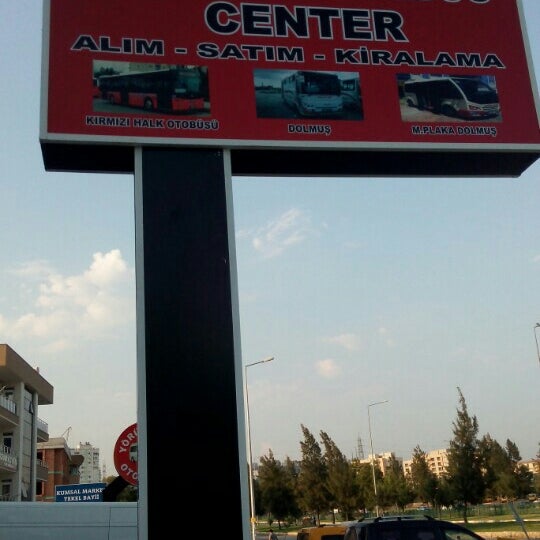 CENTER
ALIM - SATIM - KİRALAMA
KIRMIZI HALK OTOBÜSÜ
DOLMUŞ
M.PLAKA DOLMUŞ
KUMSAL MARKET
TEKEL BAYİİ